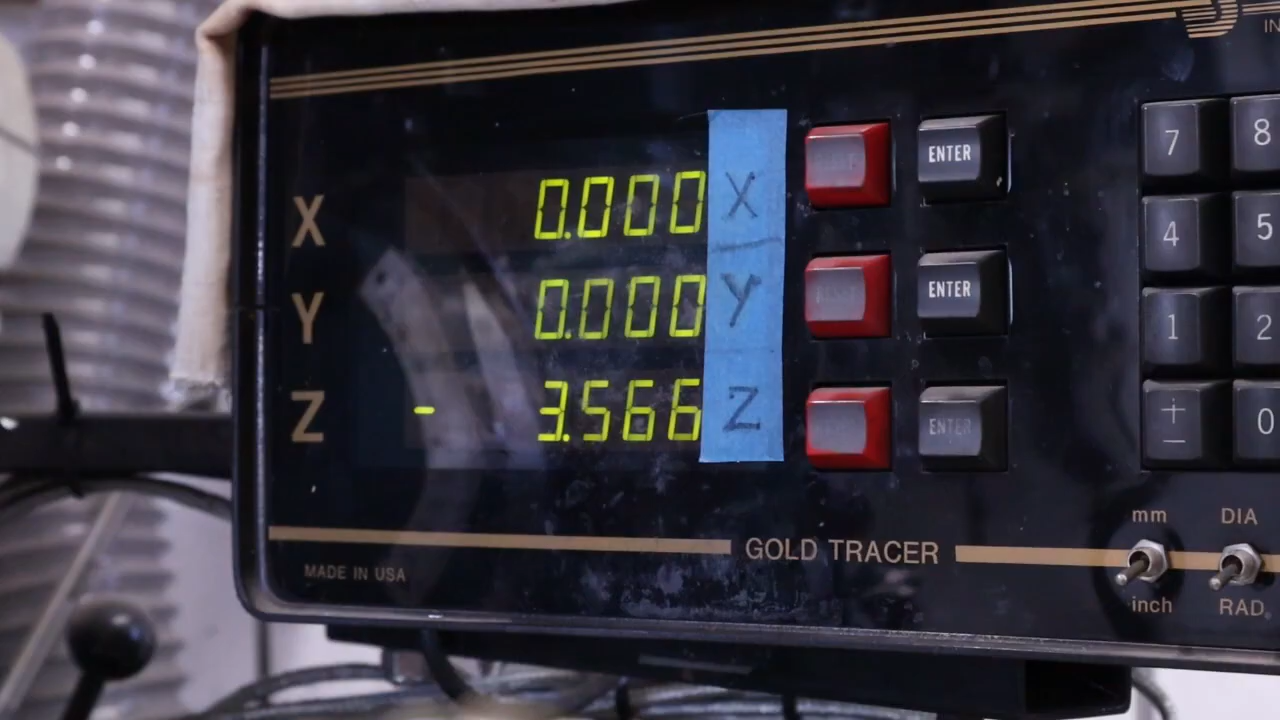 IN
X 0.000 X
Y 0.000 Y
Z - 3.566 Z
ENTER
ENTER
ENTER
7 8
4 5
1 2
+
− 0
mm DIA
GOLD TRACER
MADE IN USA
inch RAD.